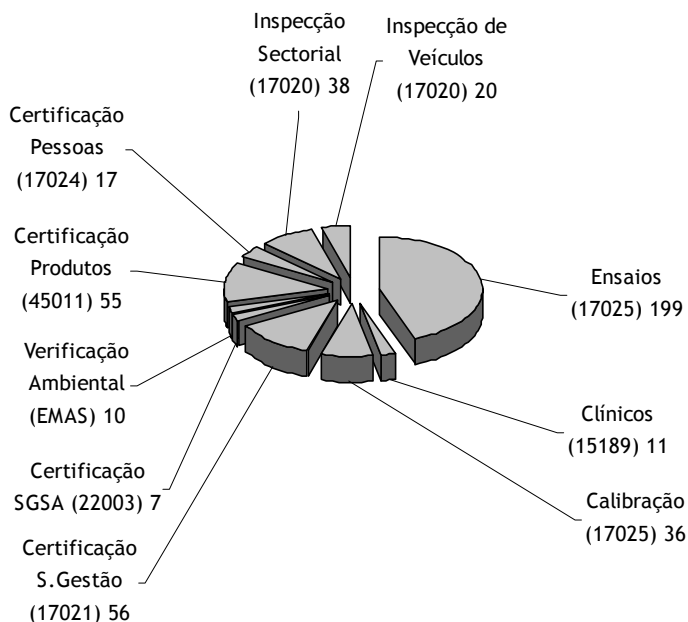 Inspecção
Sectorial
(17020) 38
Inspecção de
Veículos
(17020) 20
Certificação
Pessoas
(17024) 17
Certificação
Produtos
(45011) 55
Ensaios
(17025) 199
Verificação
Ambiental
(EMAS) 10
Clínicos
(15189) 11
Certificação
SGSA (22003) 7
Calibração
(17025) 36
Certificação
S.Gestão
(17021) 56